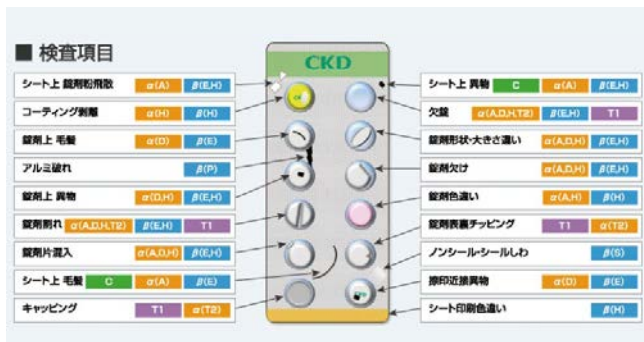 ■ 検査項目
シート上 錠剤粉飛散 α(A) β(E,H)
コーティング剥離 α(H) β(H)
錠剤上 毛髪 α(D) β(E)
アルミ破れ β(P)
錠剤上 異物 α(D,H) β(E,H)
錠剤割れ α(A,D,H,T2) β(E,H) T1
錠剤片混入 α(A,D,H) β(E,H)
シート上 毛髪 C α(A) β(E)
キャッピング T1 α(T2)
CKD
シート上 異物 C α(A) β(E,H)
欠錠 α(A,D,H,T2) β(E,H) T1
錠剤形状・大きさ違い α(A,D,H) β(E,H)
錠剤欠け α(A,D,H) β(E,H)
錠剤色違い α(A,H) β(H)
錠剤表裏チッピング T1 α(T2)
ノンシール・シールしわ β(S)
捺印近接異物 α(D) β(E)
シート印刷色違い β(H)